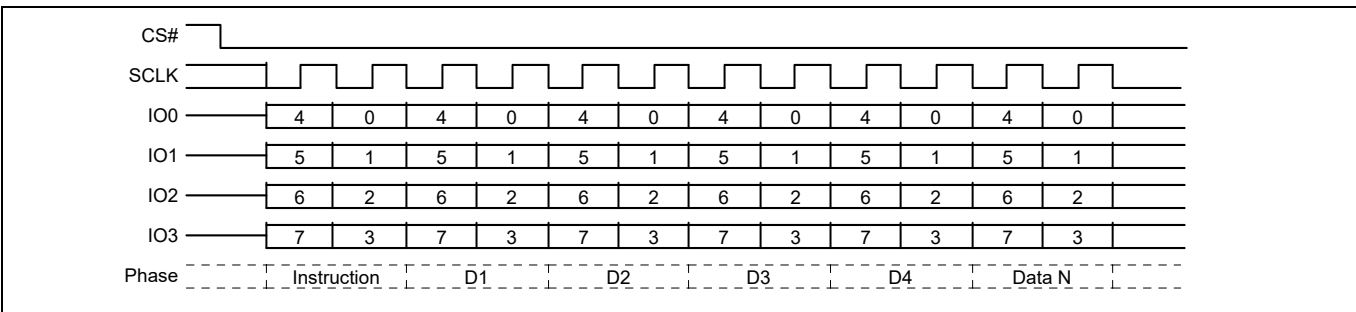 CS#
SCLK
IO0 4 0 4 0 4 0 4 0 4 0 4 0
IO1 5 1 5 1 5 1 5 1 5 1 5 1
IO2 6 2 6 2 6 2 6 2 6 2 6 2
IO3 7 3 7 3 7 3 7 3 7 3 7 3
Phase Instruction D1 D2 D3 D4 Data N